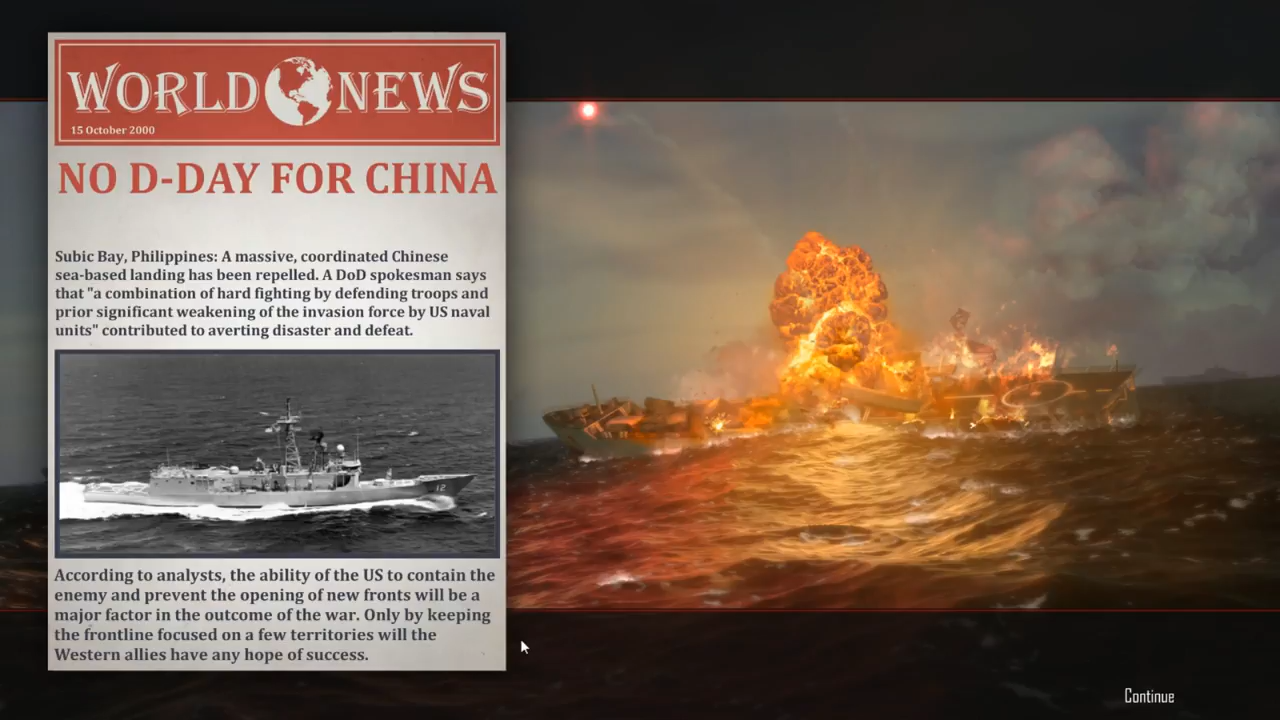 WORLD NEWS
15 October 2000
NO D-DAY FOR CHINA
Subic Bay, Philippines: A massive, coordinated Chinese
sea-based landing has been repelled. A DoD spokesman says
that "a combination of hard fighting by defending troops and
prior significant weakening of the invasion force by US naval
units" contributed to averting disaster and defeat.
12
According to analysts, the ability of the US to contain the
enemy and prevent the opening of new fronts will be a
major factor in the outcome of the war. Only by keeping
the frontline focused on a few territories will the
Western allies have any hope of success.
Continue